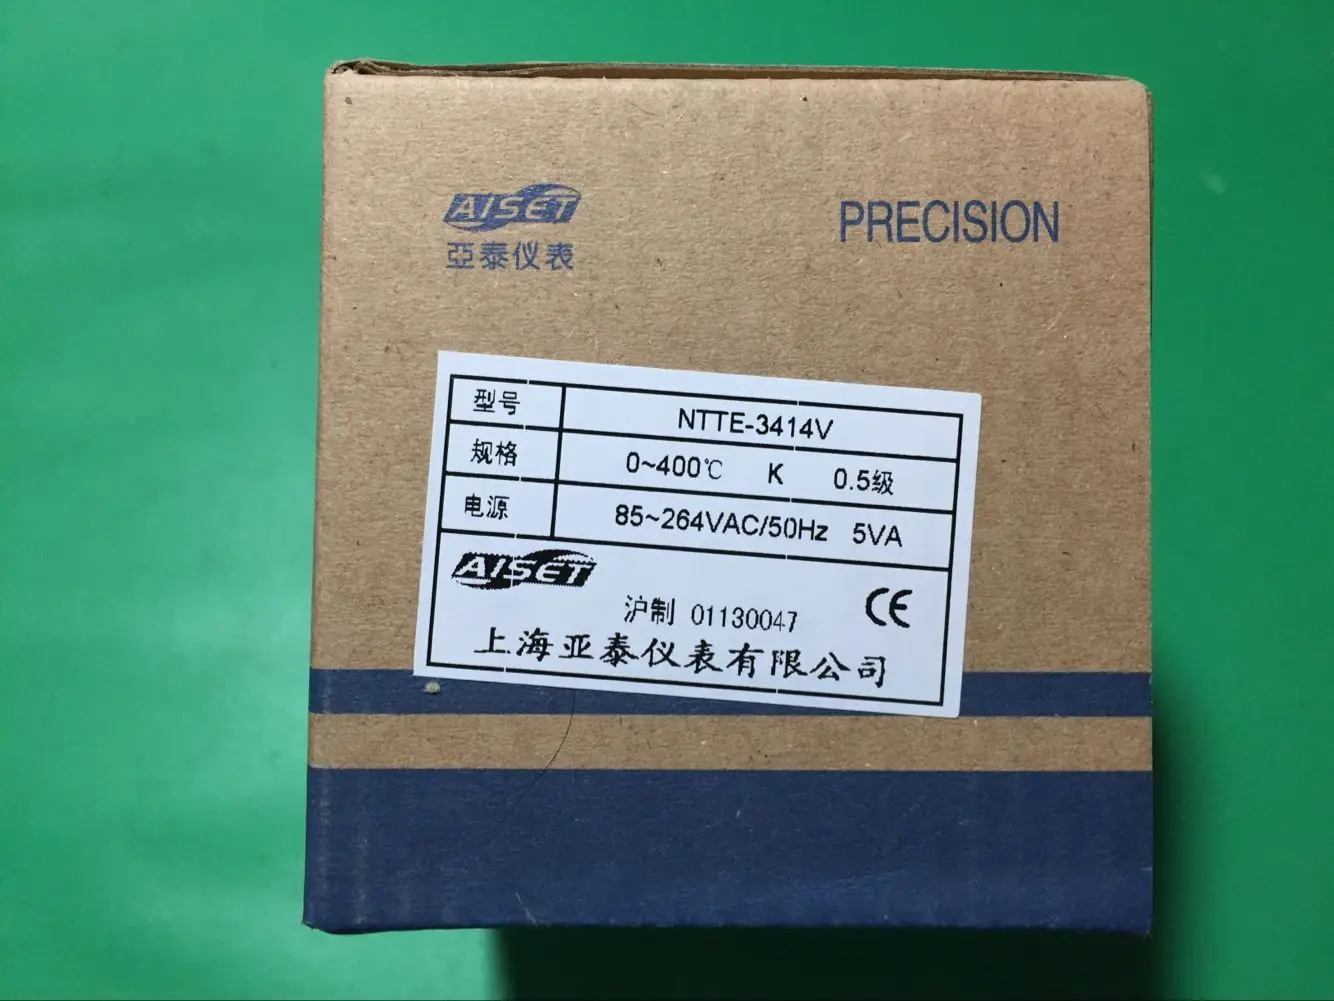 AISET
亞泰仪表
PRECISION
型号 NTTE-3414V
规格 0~400℃ K 0.5级
电源 85~264VAC/50Hz 5VA
AISET
沪制 01130047 CE
上海亚泰仪表有限公司